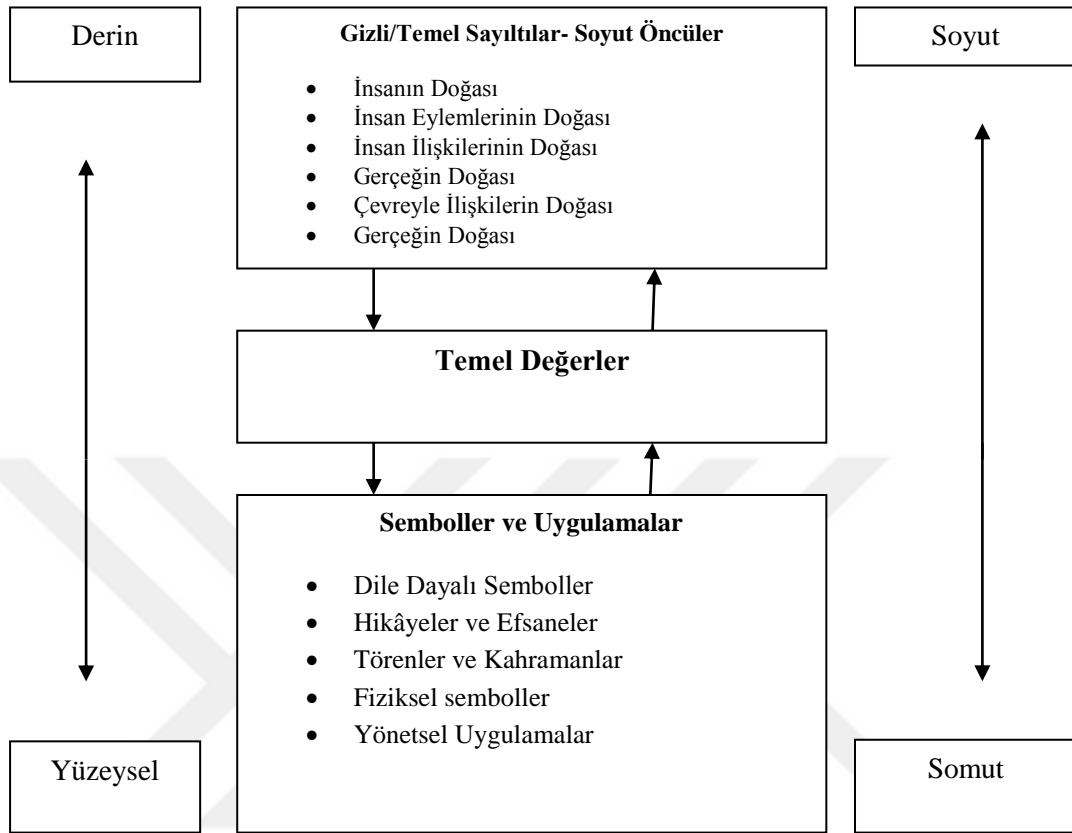 Derin
Gizli/Temel Sayıltılar- Soyut Öncüler
Soyut
• İnsanın Doğası
• İnsan Eylemlerinin Doğası
• İnsan İlişkilerinin Doğası
• Gerçeğin Doğası
• Çevreyle İlişkilerin Doğası
• Gerçeğin Doğası
Temel Değerler
Semboller ve Uygulamalar
• Dile Dayalı Semboller
• Hikâyeler ve Efsaneler
• Törenler ve Kahramanlar
• Fiziksel semboller
• Yönetsel Uygulamalar
Yüzeysel
Somut